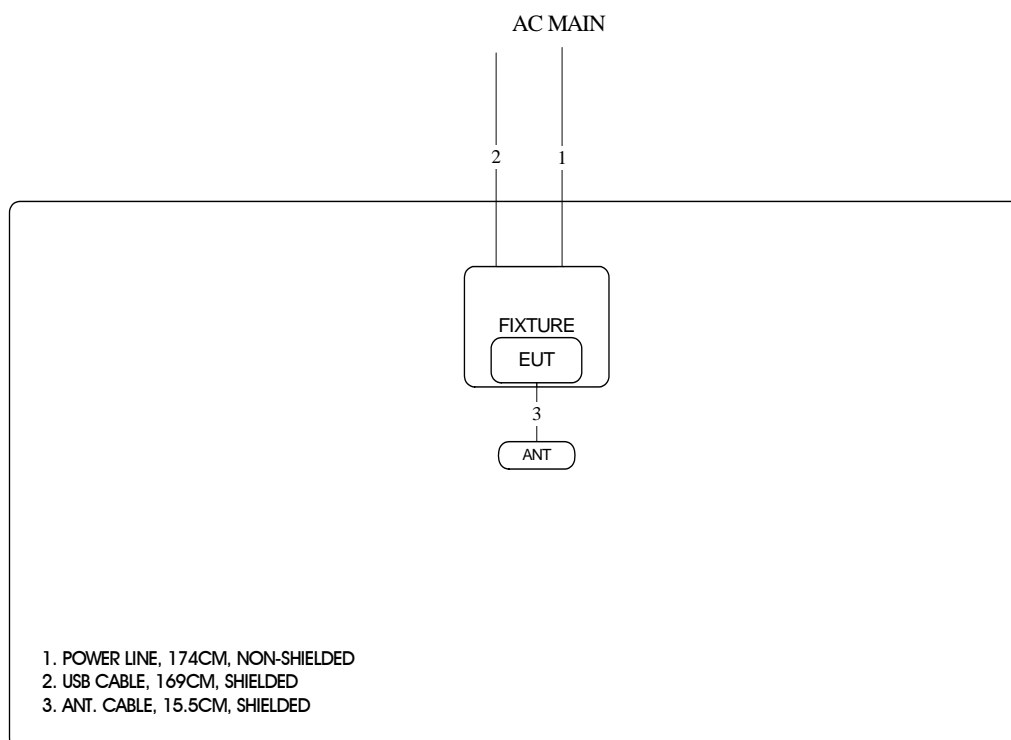 AC MAIN
2
1
FIXTURE
EUT
3
ANT
1. POWER LINE, 174CM, NON-SHIELDED
2. USB CABLE, 169CM, SHIELDED
3. ANT. CABLE, 15.5CM, SHIELDED